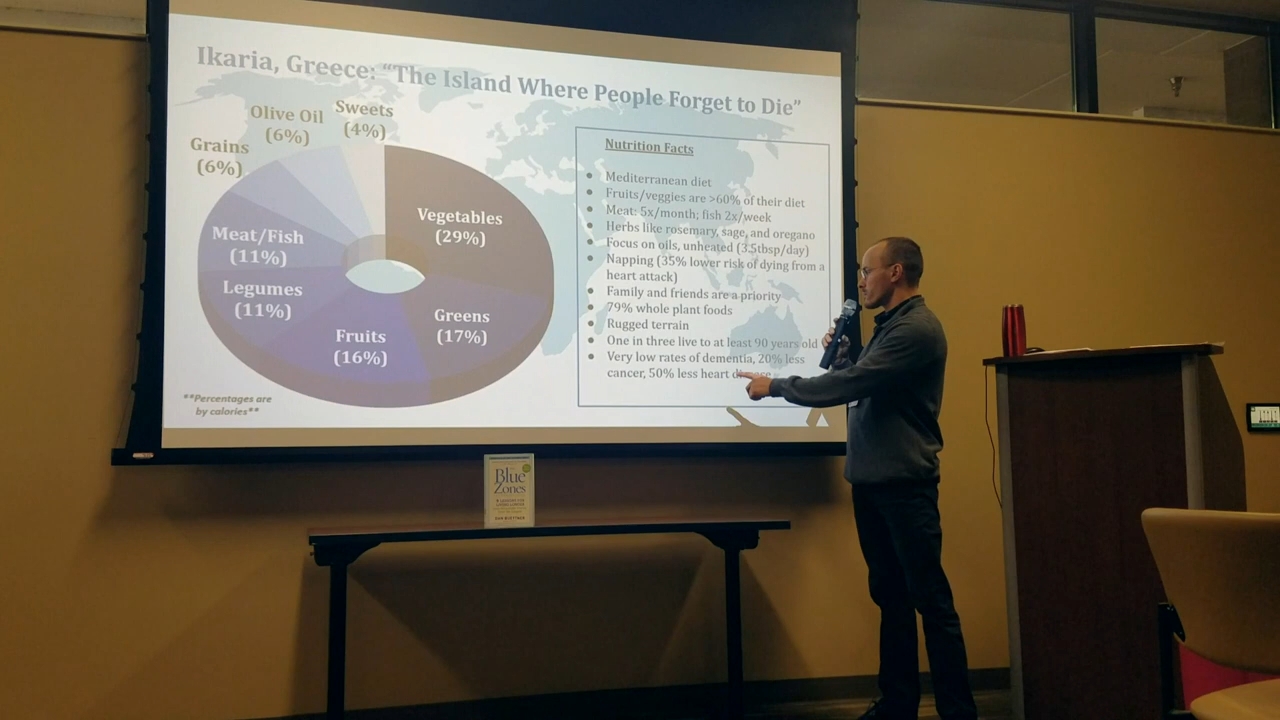 Ikaria, Greece: “The Island Where People Forget to Die”
Sweets
(4%)
Olive Oil
(6%)
Grains
(6%)
Vegetables
(29%)
Meat/Fish
(11%)
Legumes
(11%)
Greens
(17%)
Fruits
(16%)
**Percentages are
by calories**
Nutrition Facts
Mediterranean diet
Fruits/veggies are >60% of their diet
Meat: 5x/month; fish 2x/week
Herbs like rosemary, sage, and oregano
Focus on oils, unheated (3.5tbsp/day)
Napping (35% lower risk of dying from a
heart attack)
Family and friends are a priority
79% whole plant foods
Rugged terrain
One in three live to at least 90 years old
Very low rates of dementia, 20% less
cancer, 50% less heart disease
Blue
Zones